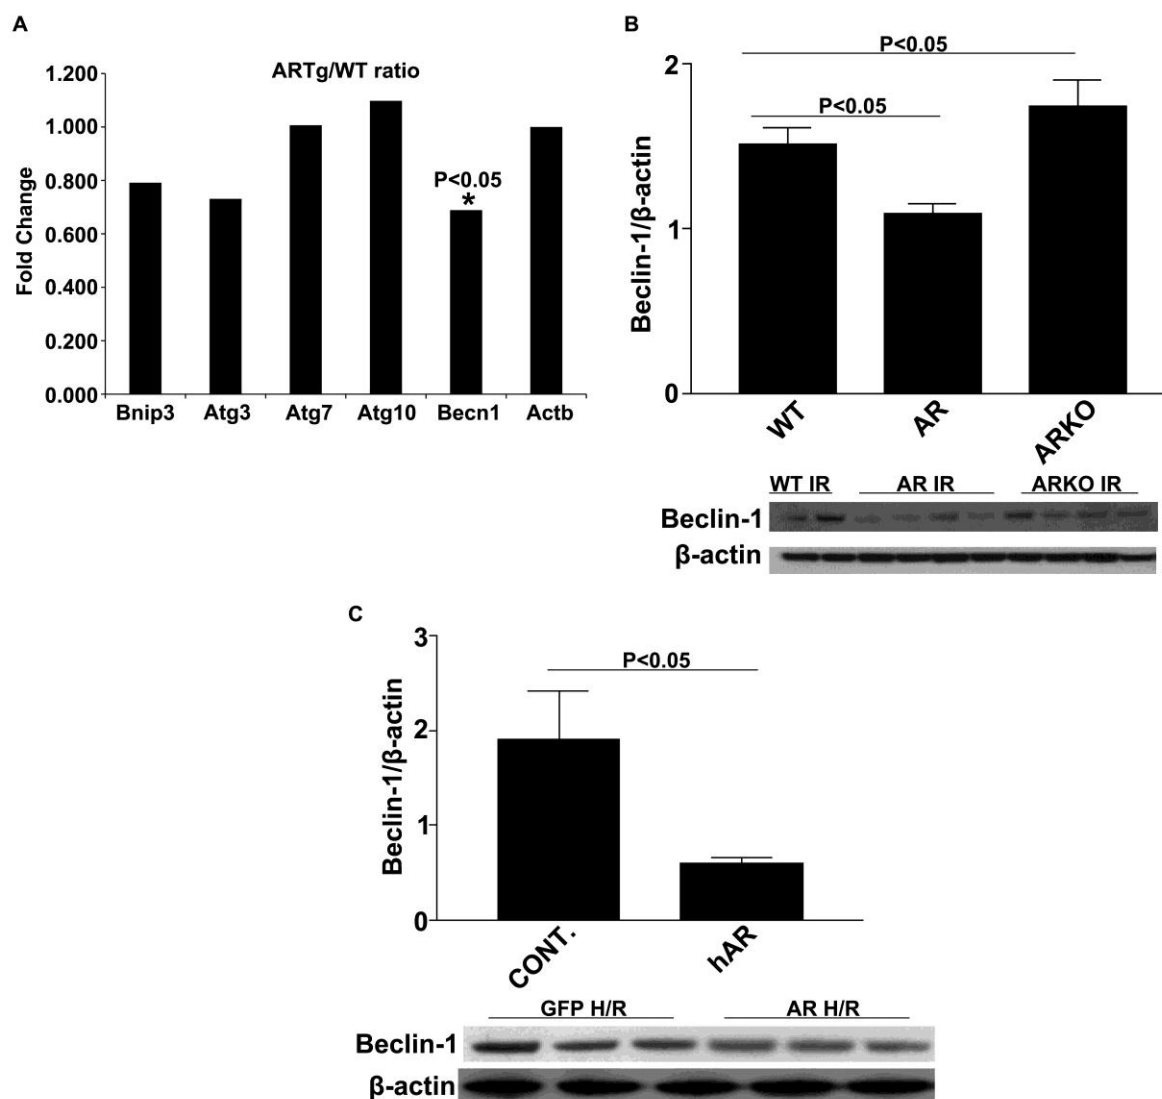 A
ARTg/WT ratio
Fold Change
1.200
1.000
0.800
0.600
0.400
0.200
0.000
P<0.05
*
Bnip3 Atg3 Atg7 Atg10 Becn1 Actb
B
P<0.05
P<0.05
Beclin-1/β-actin
2
1
0
WT AR ARKO
WT IR AR IR ARKO IR
Beclin-1
β-actin
C
P<0.05
Beclin-1/β-actin
3
2
1
0
CONT. hAR
GFP H/R AR H/R
Beclin-1
β-actin